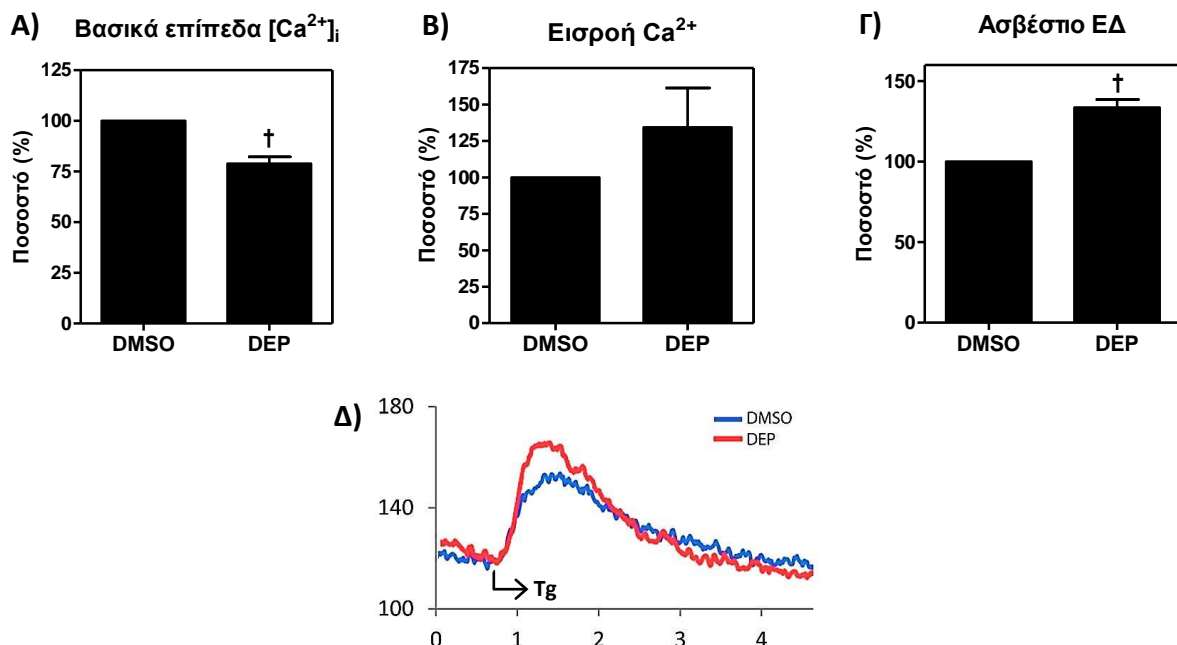 Α) Βασικά επίπεδα [Ca²⁺]ᵢ
125
100
75
50
25
0
Ποσοστό (%)
†
DMSO DEP
Β) Εισροή Ca²⁺
175
150
125
100
75
50
25
0
Ποσοστό (%)
DMSO DEP
Γ) Ασβέστιο ΕΔ
150
100
50
0
Ποσοστό (%)
†
DMSO DEP
Δ)
180
140
100
DMSO
DEP
Tg
0 1 2 3 4